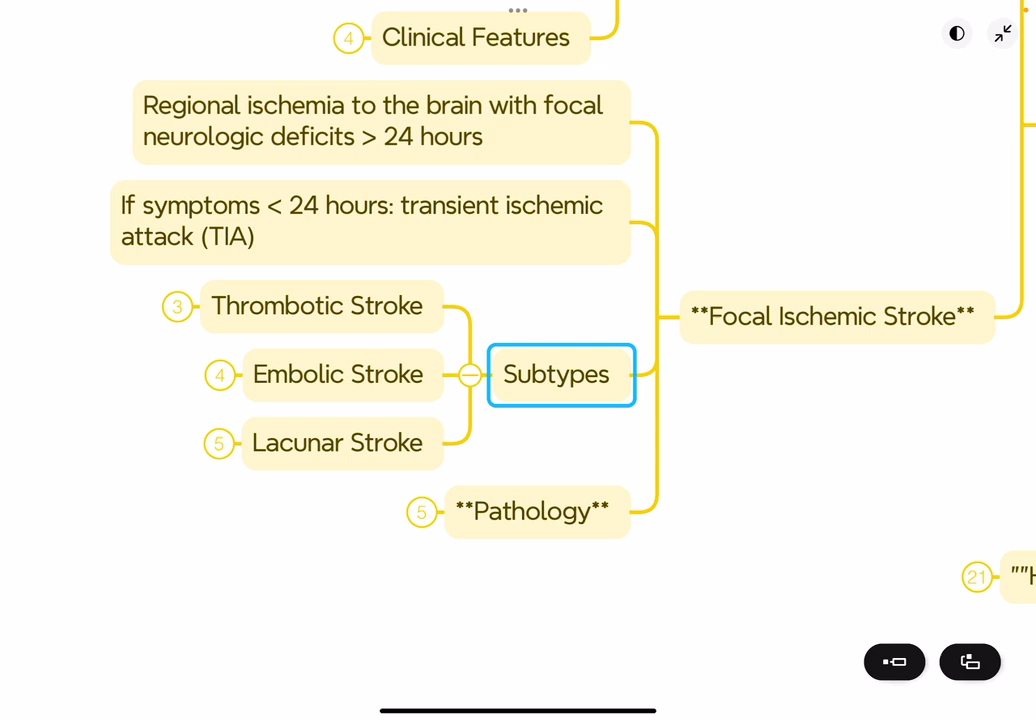 4
Clinical Features
Regional ischemia to the brain with focal
neurologic deficits > 24 hours
If symptoms < 24 hours: transient ischemic
attack (TIA)
3
Thrombotic Stroke
**Focal Ischemic Stroke**
4
Embolic Stroke
Subtypes
5
Lacunar Stroke
5
**Pathology**
21
""H